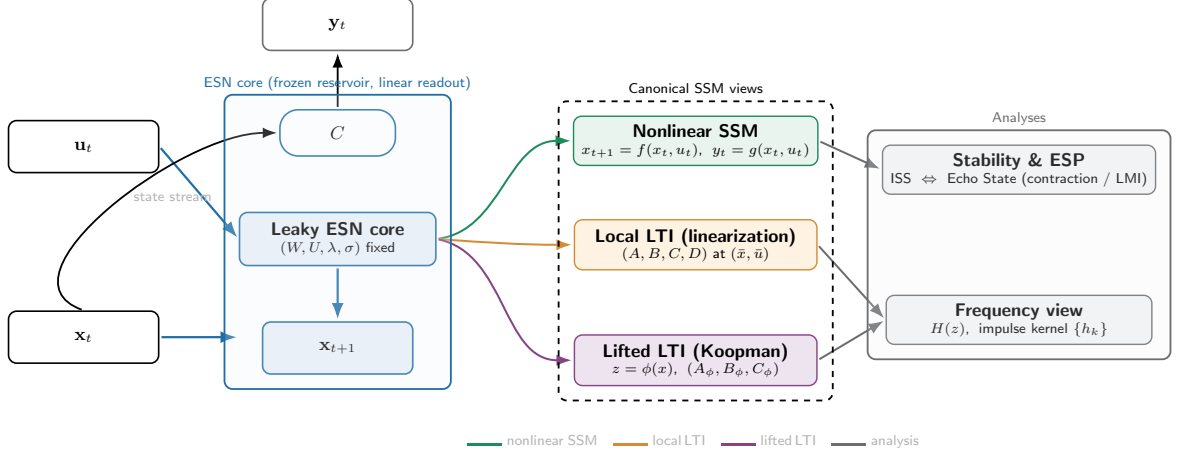 y_t
ESN core (frozen reservoir, linear readout)
C
u_t
state stream
Leaky ESN core
(W, U, λ, σ) fixed
x_t
x_{t+1}
Canonical SSM views
Nonlinear SSM
x_{t+1} = f(x_t, u_t), y_t = g(x_t, u_t)
Local LTI (linearization)
(A, B, C, D) at (x̄, ū)
Lifted LTI (Koopman)
z = ϕ(x), (A_ϕ, B_ϕ, C_ϕ)
Analyses
Stability & ESP
ISS ⇔ Echo State (contraction / LMI)
Frequency view
H(z), impulse kernel {h_k}
nonlinear SSM local LTI lifted LTI analysis